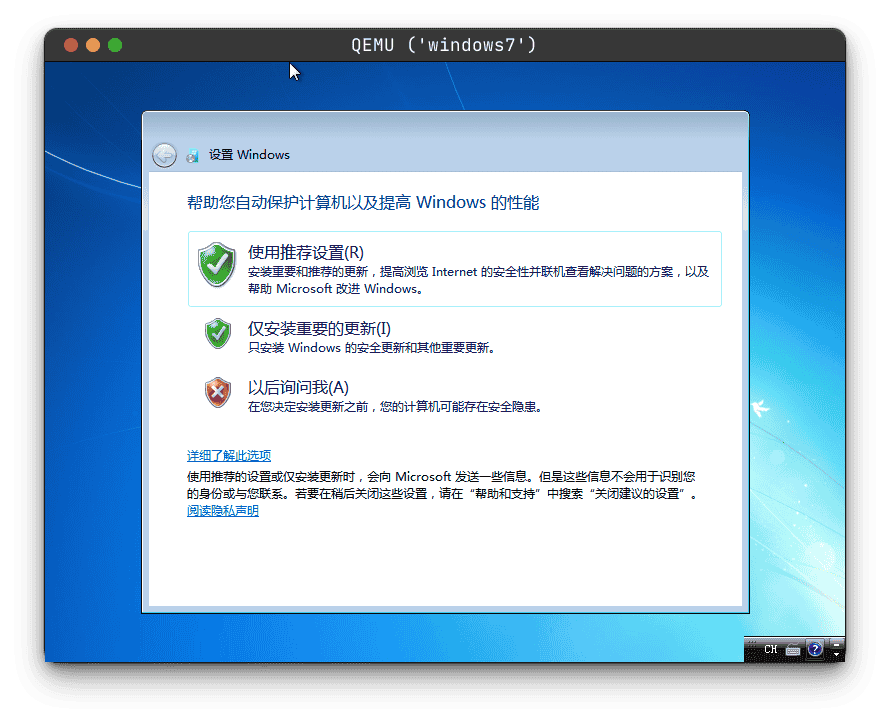 QEMU ('windows7')
设置 Windows
帮助您自动保护计算机以及提高 Windows 的性能
使用推荐设置(R)
安装重要和推荐的更新，提高浏览 Internet 的安全性并联机查看解决问题的方案，以及
帮助 Microsoft 改进 Windows。
仅安装重要的更新(I)
只安装 Windows 的安全更新和其他重要更新。
以后询问我(A)
在您决定安装更新之前，您的计算机可能存在安全隐患。
详细了解此选项
使用推荐的设置或仅安装更新时，会向 Microsoft 发送一些信息。但是这些信息不会用于识别您
的身份或与您联系。若要在稍后关闭这些设置，请在“帮助和支持”中搜索“关闭建议的设置”。
阅读隐私声明
CH